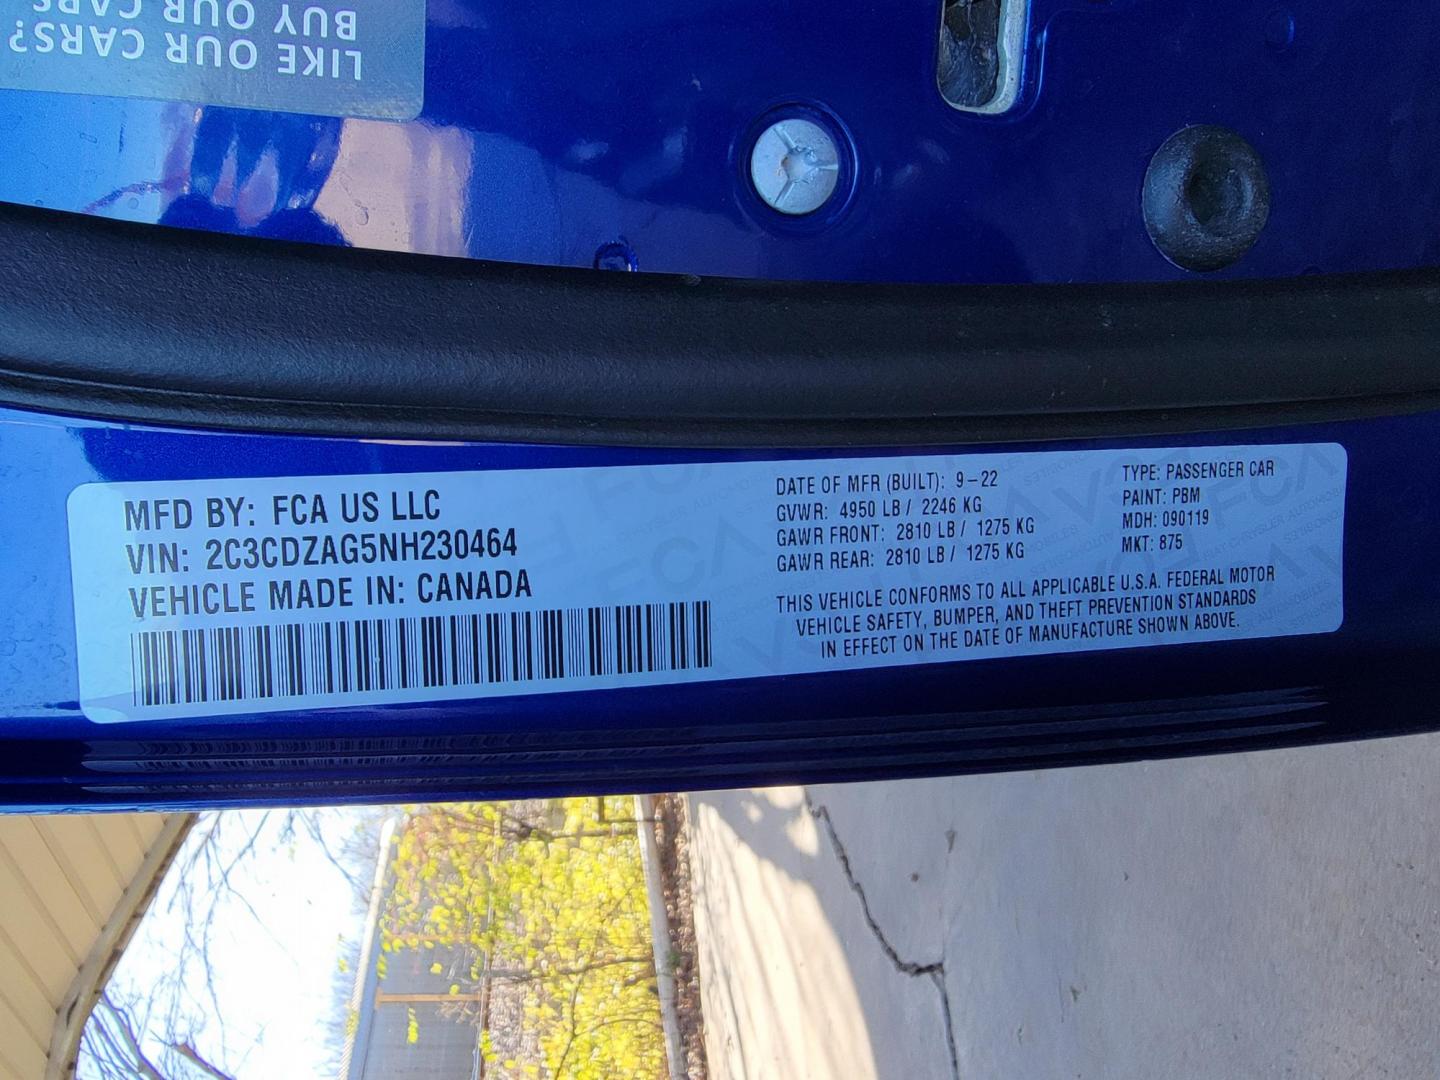 LIKE OUR CARS?
BUY OUR CARS
MFD BY: FCA US LLC
VIN: 2C3CDZAG5NH230464
VEHICLE MADE IN: CANADA
DATE OF MFR (BUILT): 9-22
GVWR: 4950 LB / 2246 KG
GAWR FRONT: 2810 LB / 1275 KG
GAWR REAR: 2810 LB / 1275 KG
TYPE: PASSENGER CAR
PAINT: PBM
MDH: 090119
MKT: 875
THIS VEHICLE CONFORMS TO ALL APPLICABLE U.S.A. FEDERAL MOTOR
VEHICLE SAFETY, BUMPER, AND THEFT PREVENTION STANDARDS
IN EFFECT ON THE DATE OF MANUFACTURE SHOWN ABOVE.